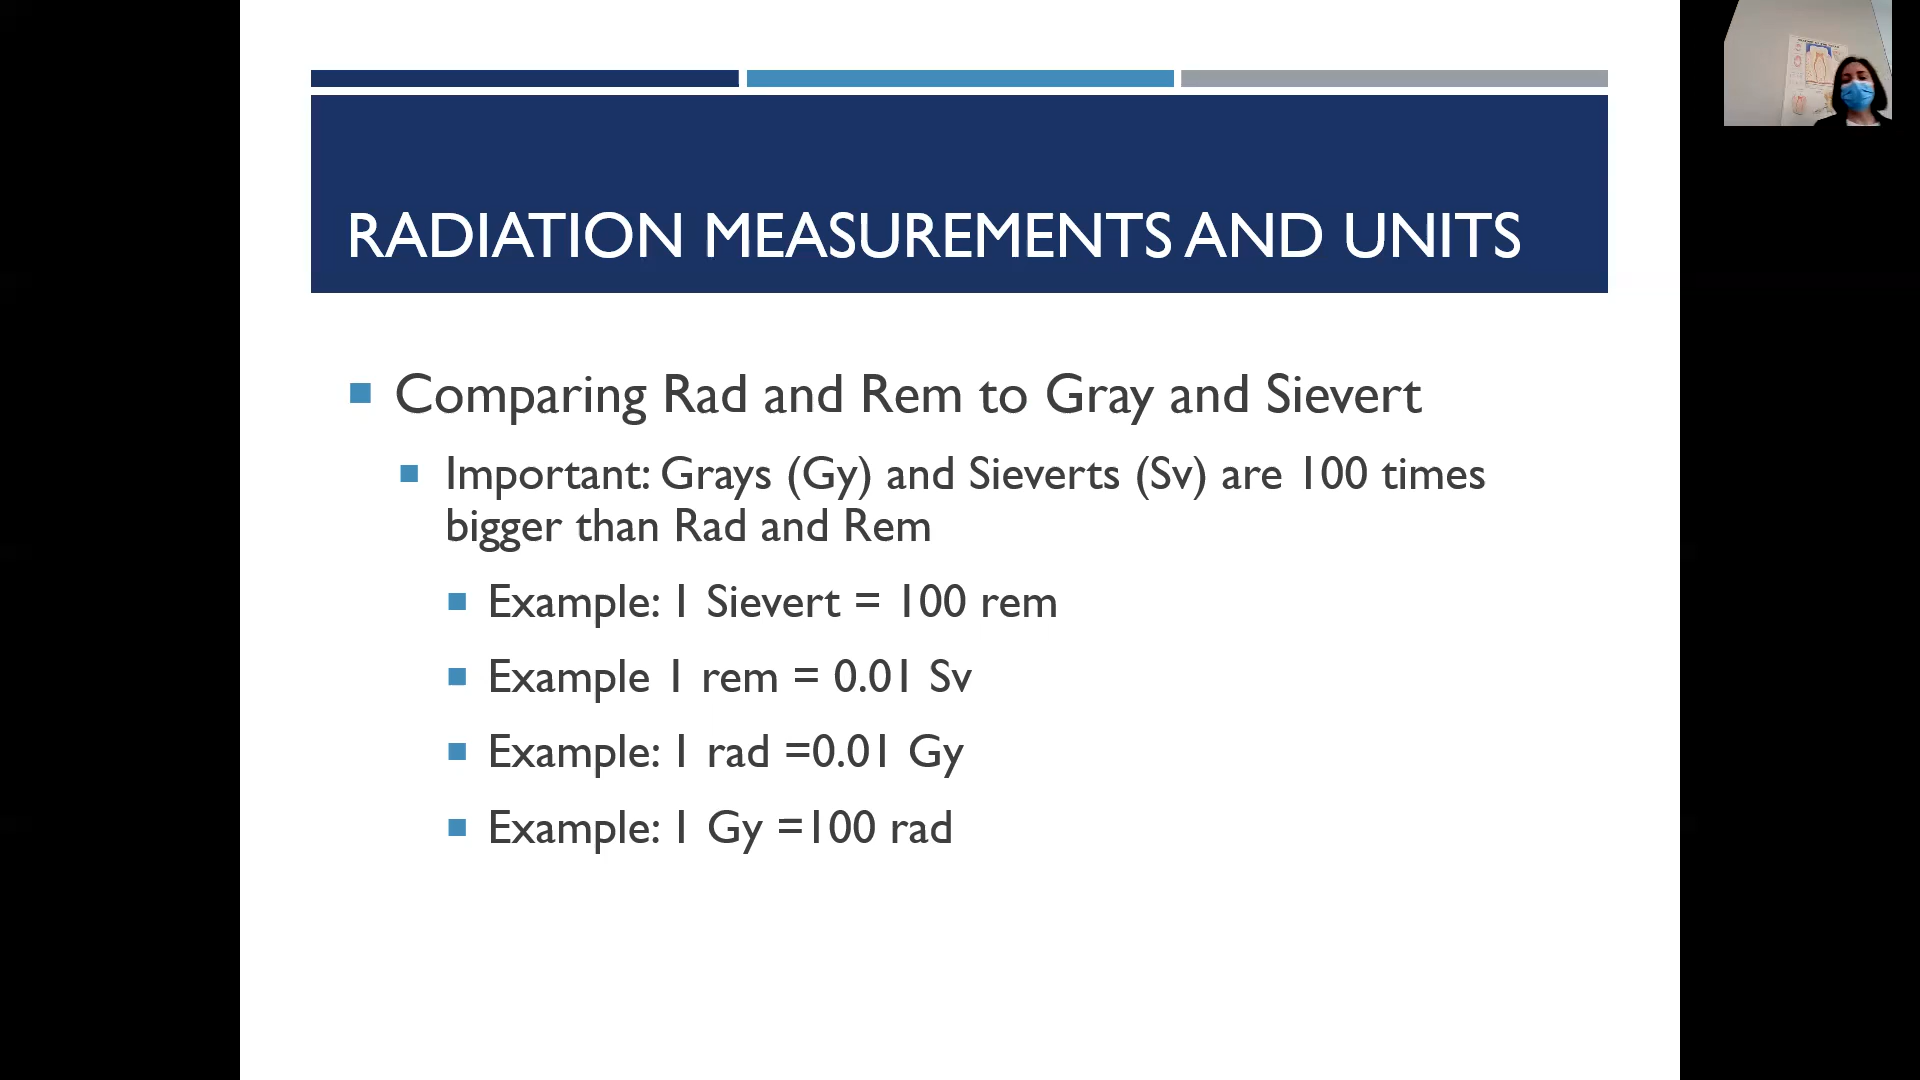 RADIATION MEASUREMENTS AND UNITS
Comparing Rad and Rem to Gray and Sievert
Important: Grays (Gy) and Sieverts (Sv) are 100 times
bigger than Rad and Rem
Example: 1 Sievert = 100 rem
Example 1 rem = 0.01 Sv
Example: 1 rad =0.01 Gy
Example: 1 Gy =100 rad